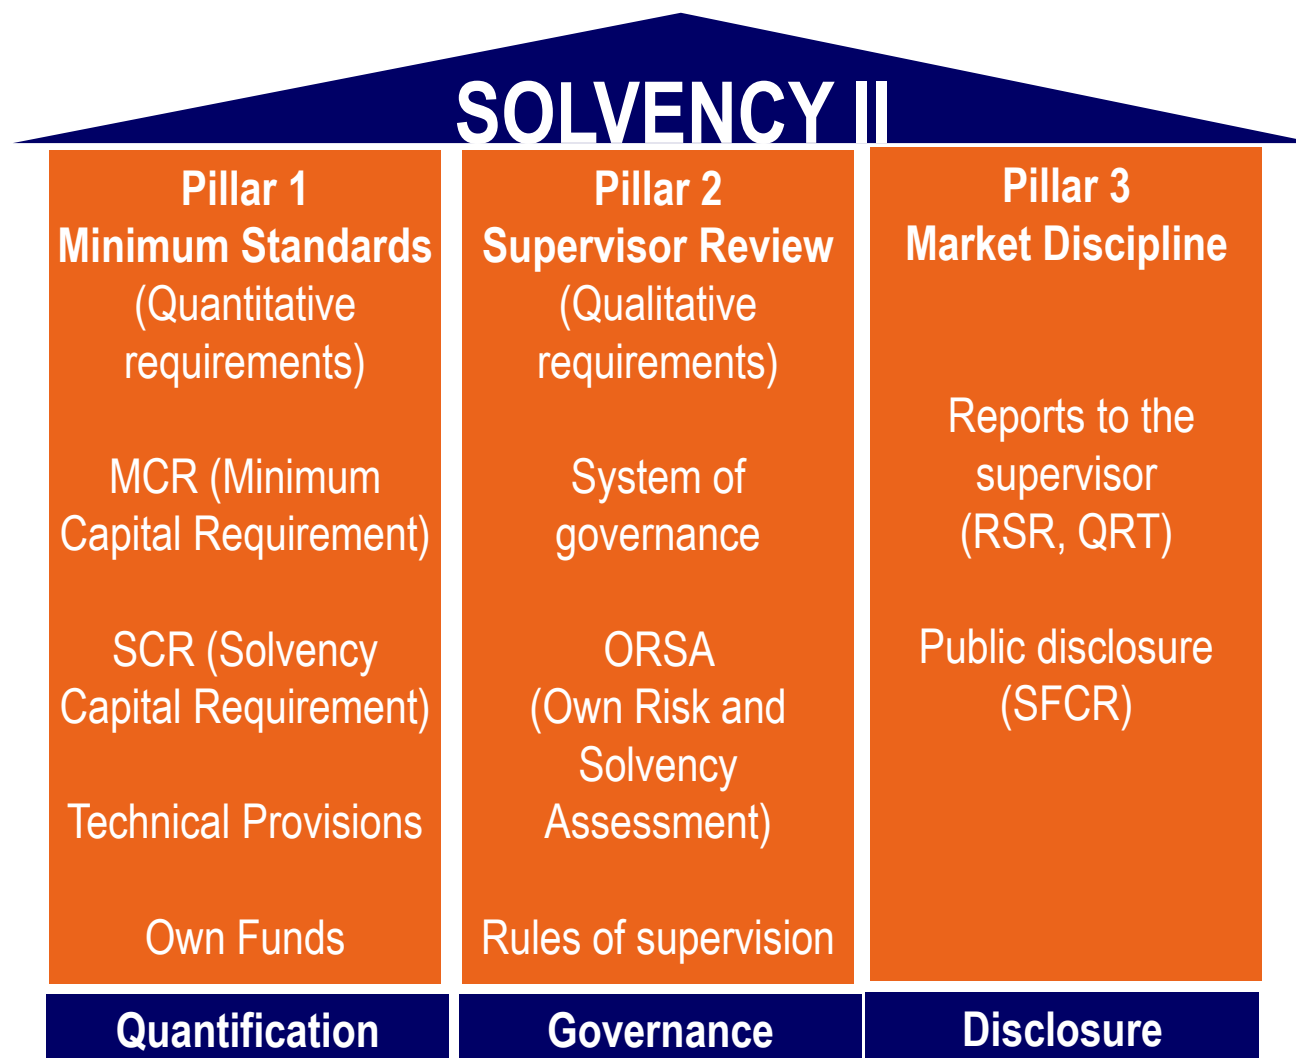 SOLVENCY II
Pillar 1
Minimum Standards
(Quantitative
requirements)
MCR (Minimum
Capital Requirement)
SCR (Solvency
Capital Requirement)
Technical Provisions
Own Funds
Quantification
Pillar 2
Supervisor Review
(Qualitative
requirements)
System of
governance
ORSA
(Own Risk and
Solvency
Assessment)
Rules of supervision
Governance
Pillar 3
Market Discipline
Reports to the
supervisor
(RSR, QRT)
Public disclosure
(SFCR)
Disclosure